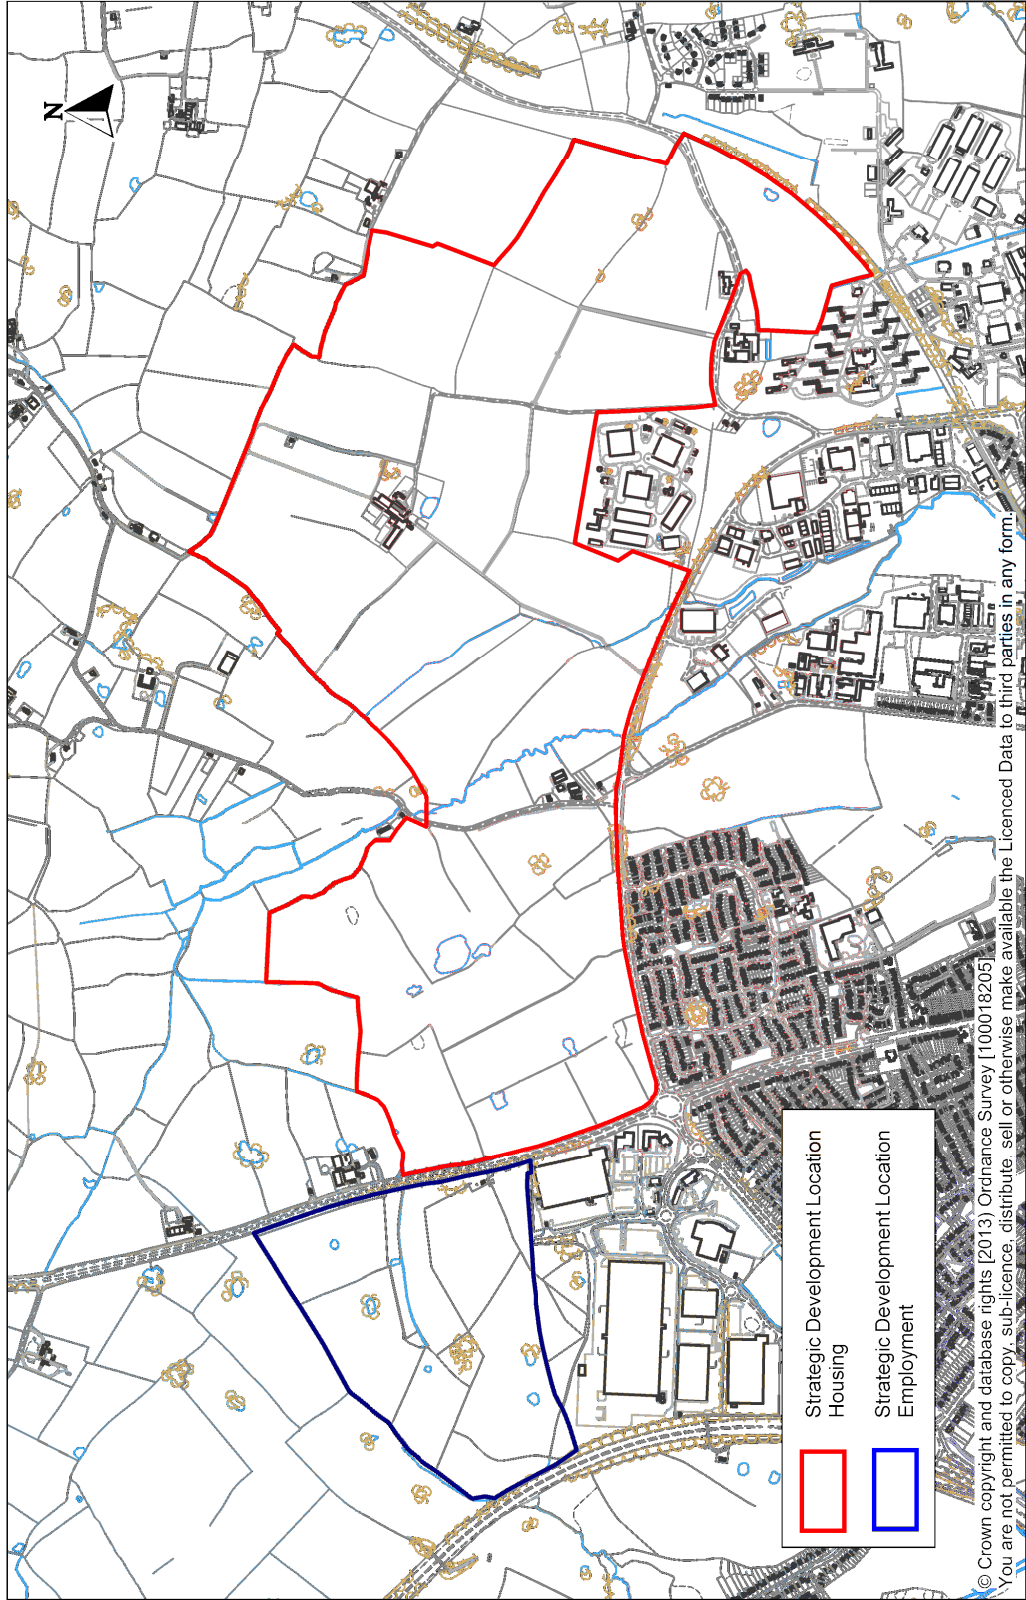 N
Strategic Development Location
Housing
Strategic Development Location
Employment
© Crown copyright and database rights [2013] Ordnance Survey [100018205]
You are not permitted to copy, sub-licence, distribute, sell or otherwise make available the Licenced Data to third parties in any form.